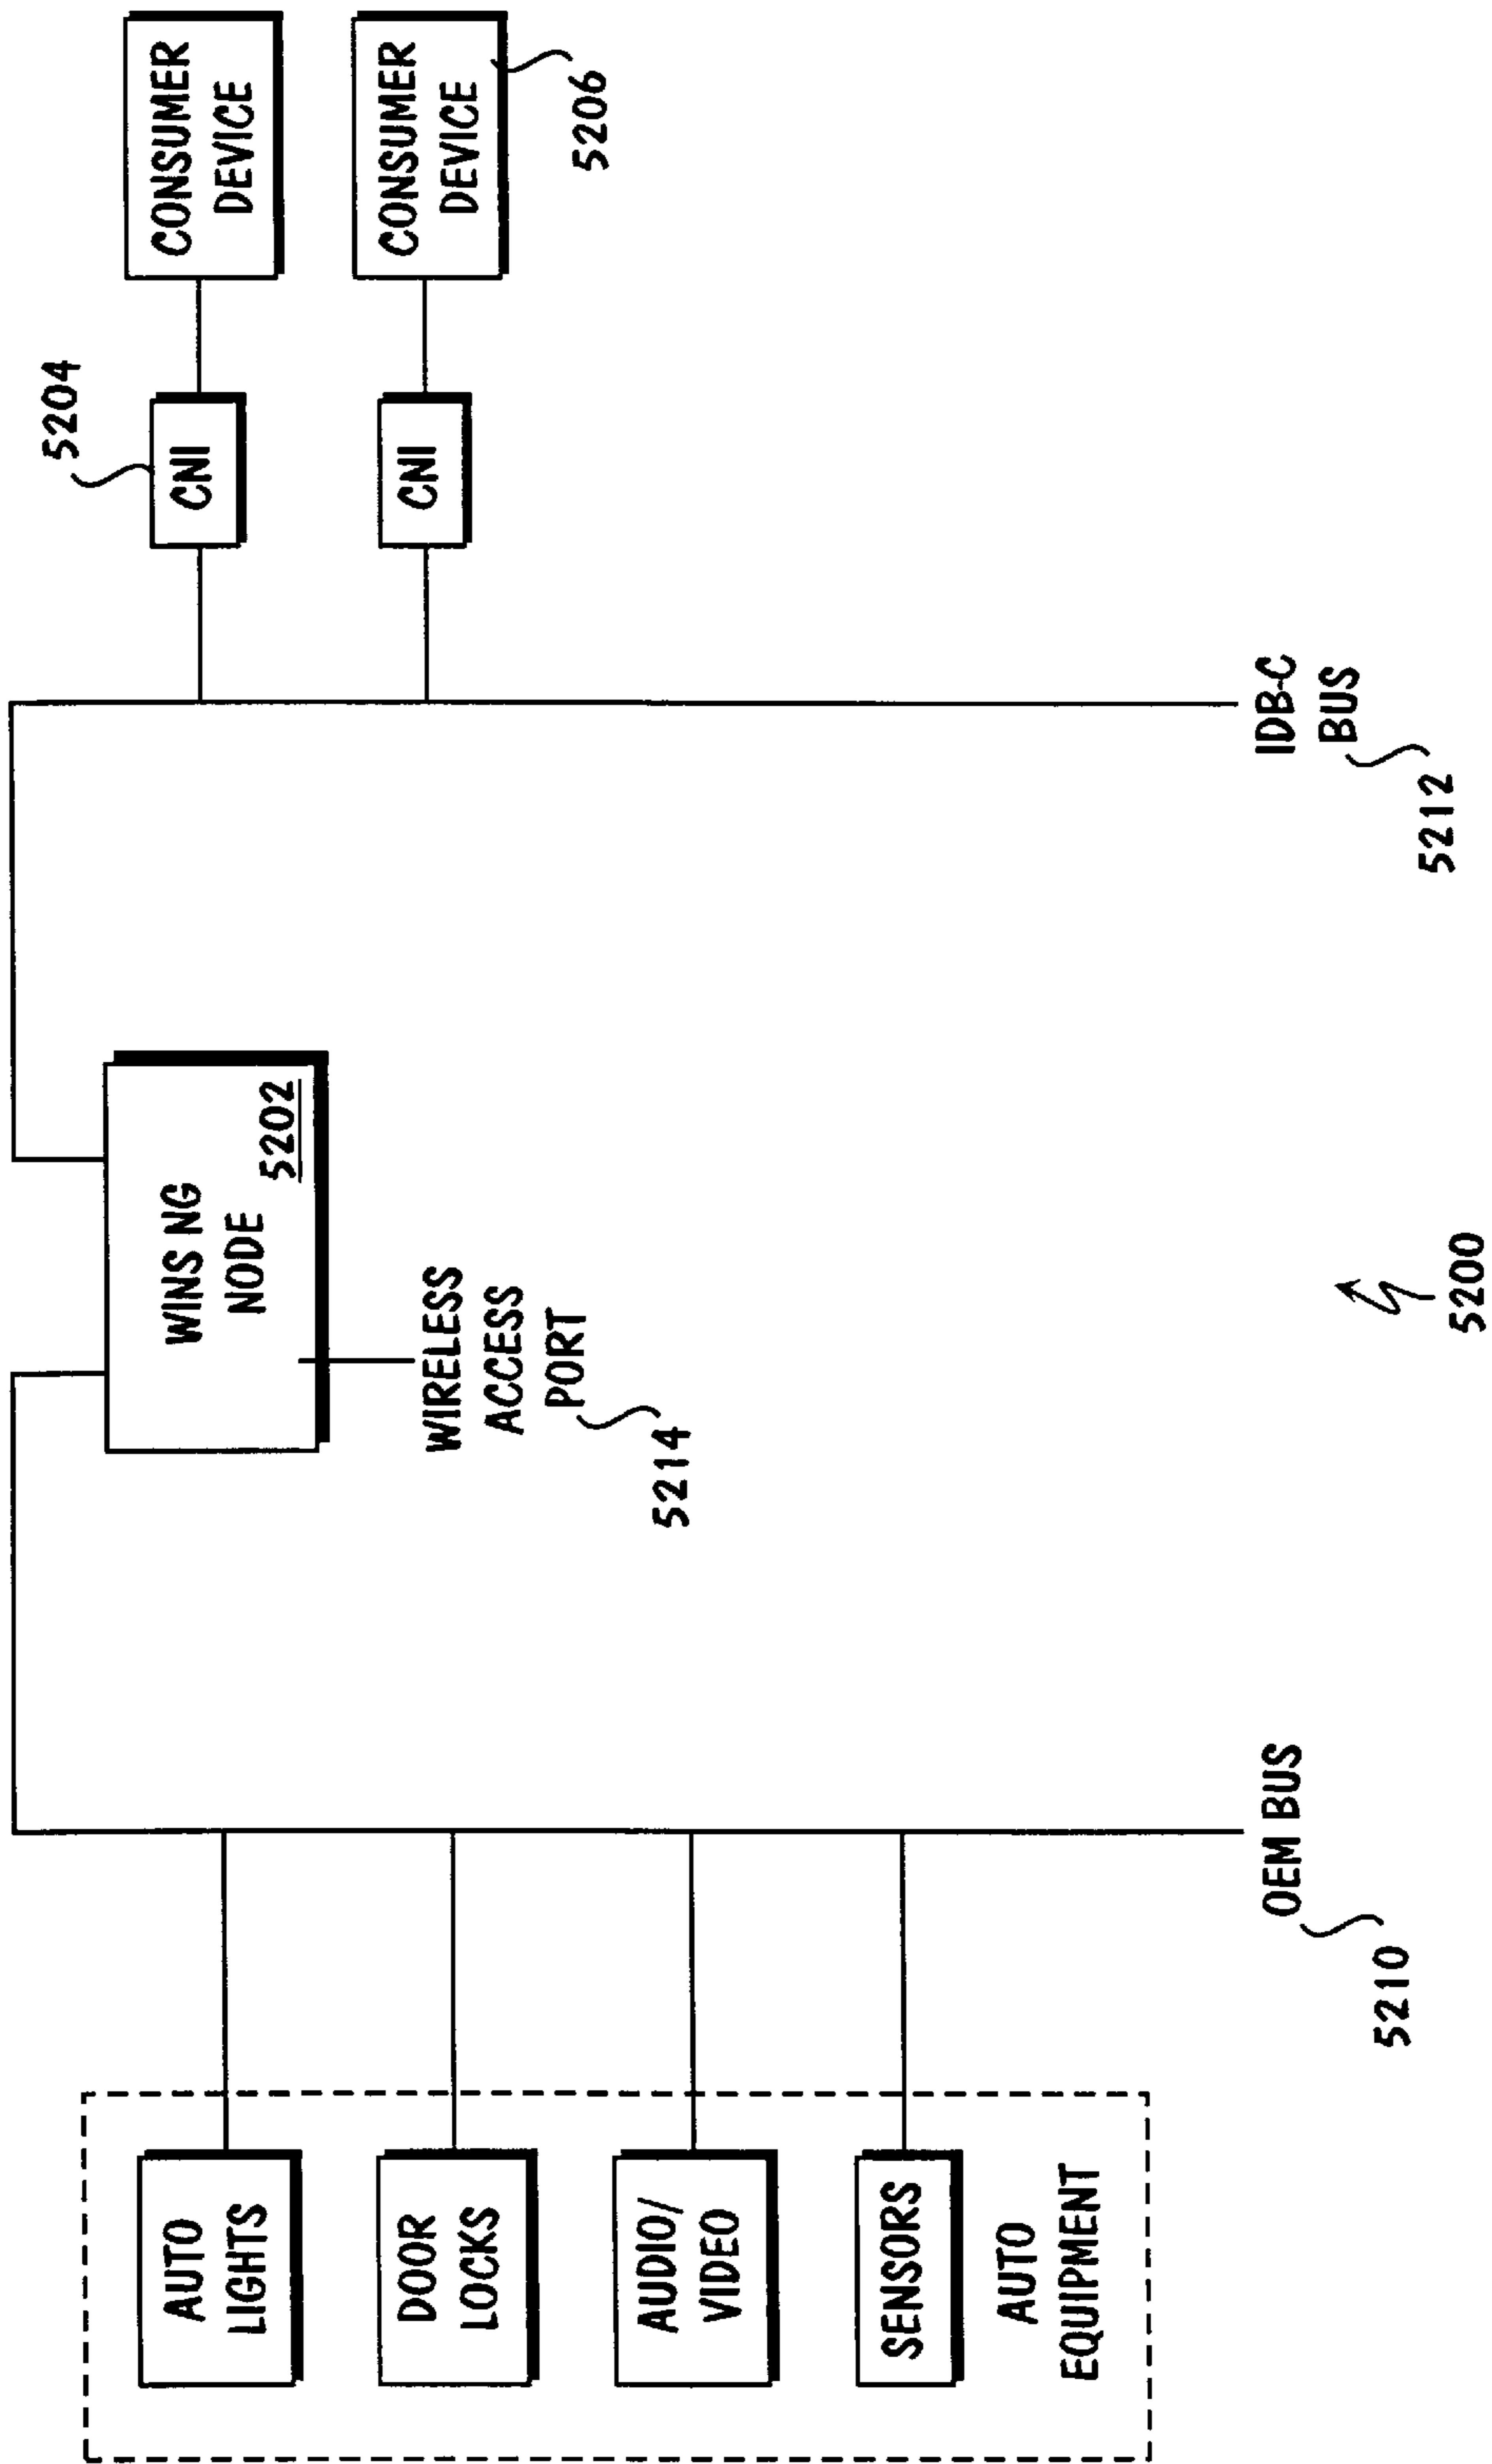 AUTO
LIGHTS
DOOR
LOCKS
AUDIO/
VIDEO
SENSORS
AUTO
EQUIPMENT
OEM BUS
5210
WINS NG
NODE
5202
WIRELESS
ACCESS
PORT
5214
5200
5204
CNI
CONSUMER
DEVICE
CNI
CONSUMER
DEVICE
5206
IDB-C
BUS
5212